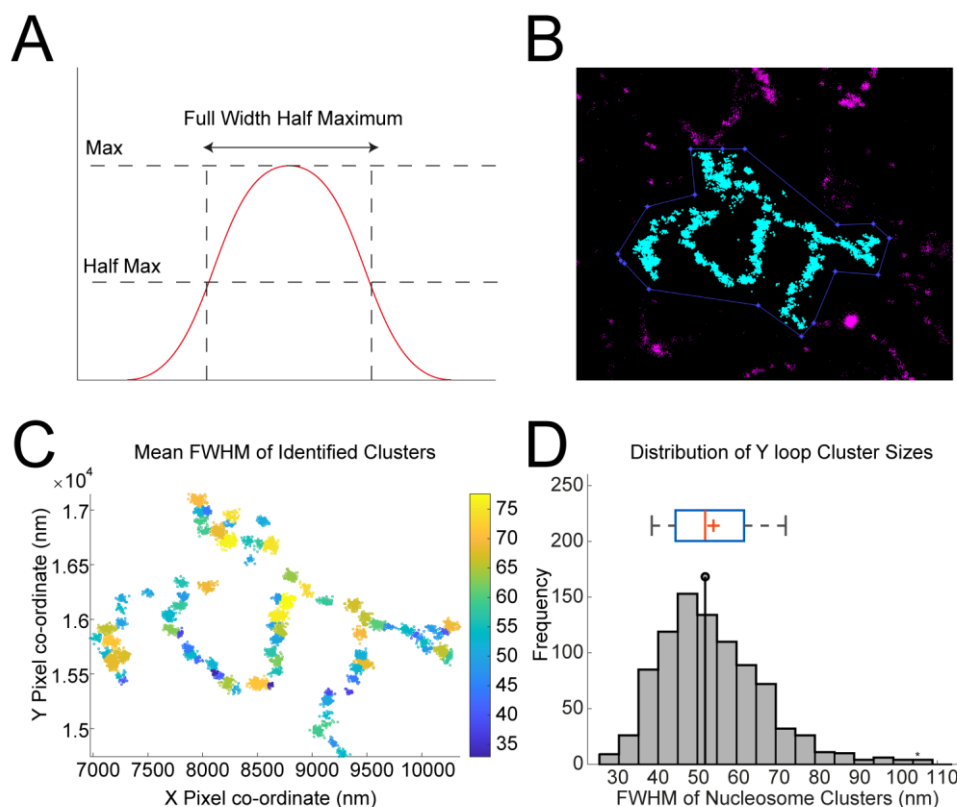 A
Full Width Half Maximum
Max
Half Max
B
C
Mean FWHM of Identified Clusters
×10⁴
1.7
1.65
1.6
1.55
1.5
Y Pixel co-ordinate (nm)
7000 7500 8000 8500 9000 9500 10000
X Pixel co-ordinate (nm)
75
70
65
60
55
50
45
40
35
D
Distribution of Y loop Cluster Sizes
250
200
150
100
50
0
Frequency
*
30 40 50 60 70 80 90 100 110
FWHM of Nucleosome Clusters (nm)